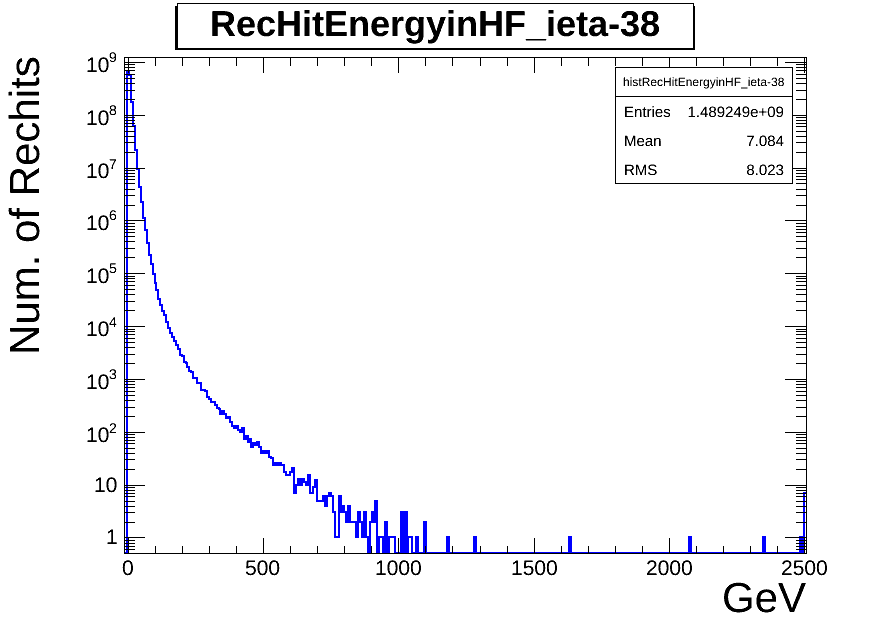 RecHitEnergyinHF_ieta-38
Num. of Rechits
histRecHitEnergyinHF_ieta-38
Entries 1.489249e+09
Mean 7.084
RMS 8.023
10⁹
10⁸
10⁷
10⁶
10⁵
10⁴
10³
10²
10
1
0 500 1000 1500 2000 2500
GeV